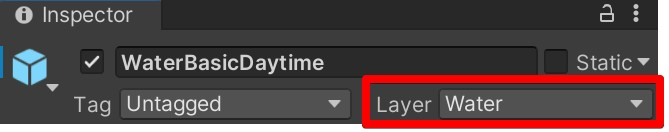 Inspector
WaterBasicDaytime Static
Tag Untagged Layer Water